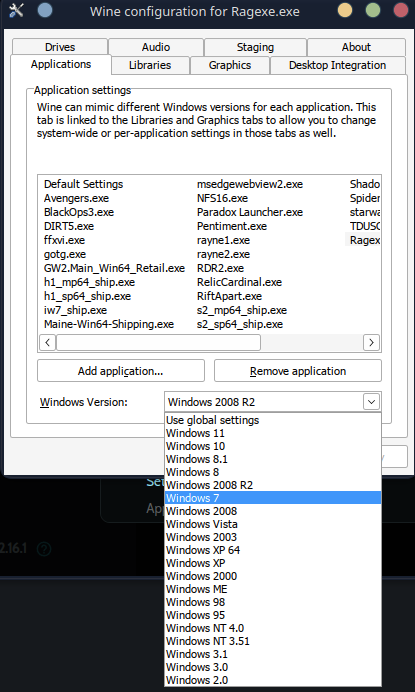 Wine configuration for Ragexe.exe
Drives Audio Staging About
Applications Libraries Graphics Desktop Integration
Application settings
Wine can mimic different Windows versions for each application. This
tab is linked to the Libraries and Graphics tabs to allow you to change
system-wide or per-application settings in those tabs as well.
Default Settings msedgewebview2.exe Shado
Avengers.exe NFS16.exe Spider
BlackOps3.exe Paradox Launcher.exe starwa
DIRT5.exe Pentiment.exe TDUSC
ffxvi.exe rayne1.exe Ragex
gotg.exe rayne2.exe
GW2.Main_Win64_Retail.exe RDR2.exe
h1_mp64_ship.exe RelicCardinal.exe
h1_sp64_ship.exe RiftApart.exe
iw7_ship.exe s2_mp64_ship.exe
Maine-Win64-Shipping.exe s2_sp64_ship.exe
Add application... Remove application
Windows Version: Windows 2008 R2
Use global settings
Windows 11
Windows 10
Windows 8.1
Windows 8
Windows 2008 R2
Windows 7
Windows 2008
Windows Vista
Windows 2003
Windows XP 64
Windows XP
Windows 2000
Windows ME
Windows 98
Windows 95
Windows NT 4.0
Windows NT 3.51
Windows 3.1
Windows 3.0
Windows 2.0
Se
App
2.16.1